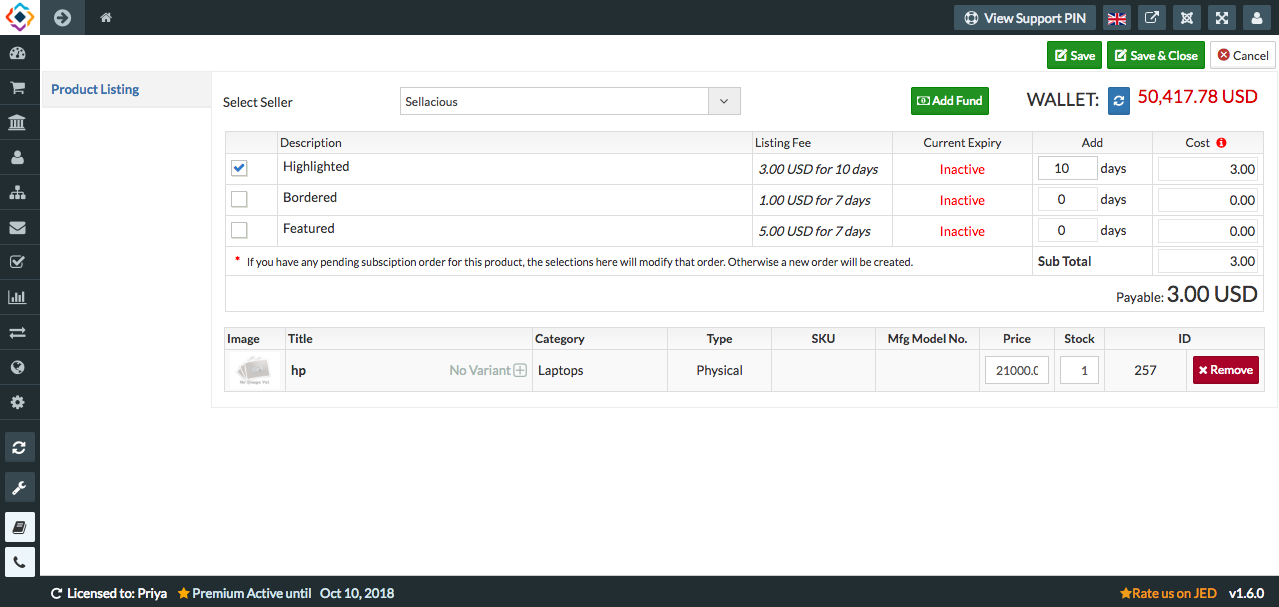 View Support PIN
Save Save & Close Cancel
Product Listing
Select Seller Sellacious Add Fund WALLET: 50,417.78 USD
Description Listing Fee Current Expiry Add Cost
Highlighted 3.00 USD for 10 days Inactive 10 days 3.00
Bordered 1.00 USD for 7 days Inactive 0 days 0.00
Featured 5.00 USD for 7 days Inactive 0 days 0.00
* If you have any pending subsciption order for this product, the selections here will modify that order. Otherwise a new order will be created. Sub Total 3.00
Payable: 3.00 USD
Image Title Category Type SKU Mfg Model No. Price Stock ID
hp No Variant Laptops Physical 21000.0 1 257 Remove
Licensed to: Priya Premium Active until Oct 10, 2018 Rate us on JED v1.6.0